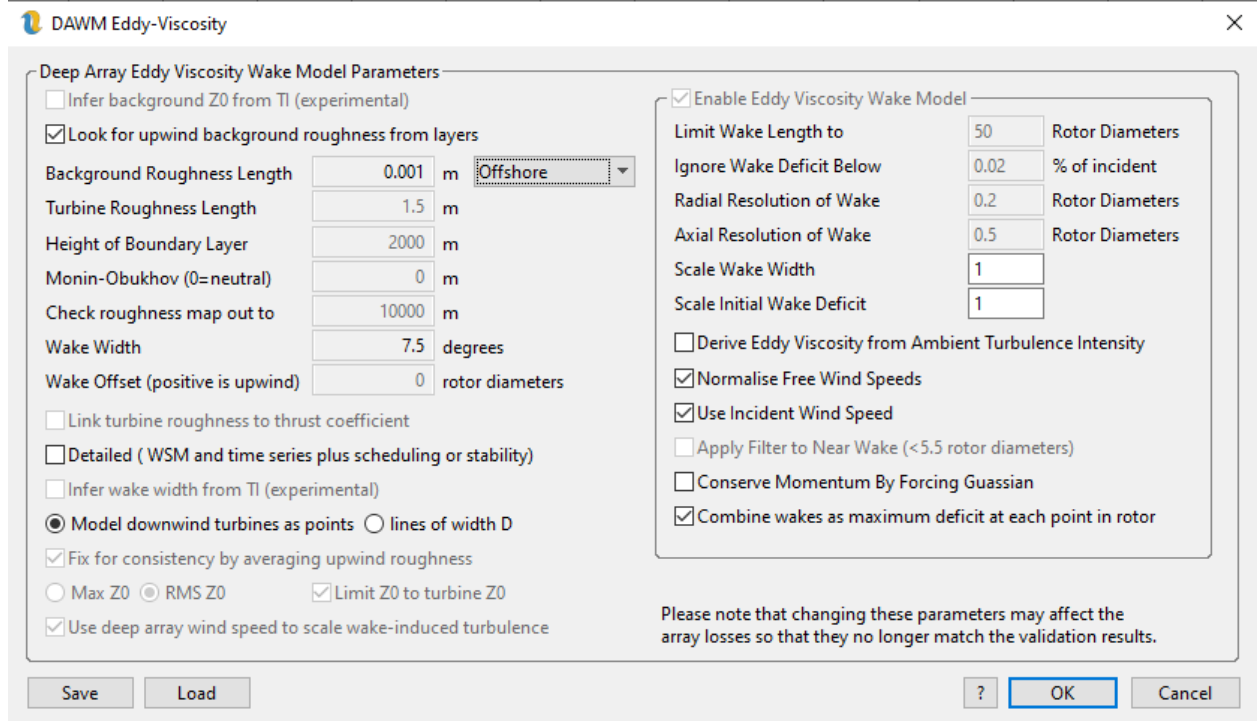 DAWM Eddy-Viscosity
Deep Array Eddy Viscosity Wake Model Parameters
Infer background Z0 from TI (experimental)
Look for upwind background roughness from layers
Background Roughness Length 0.001 m Offshore
Turbine Roughness Length 1.5 m
Height of Boundary Layer 2000 m
Monin-Obukhov (0=neutral) 0 m
Check roughness map out to 10000 m
Wake Width 7.5 degrees
Wake Offset (positive is upwind) 0 rotor diameters
Link turbine roughness to thrust coefficient
Detailed ( WSM and time series plus scheduling or stability)
Infer wake width from TI (experimental)
Model downwind turbines as points lines of width D
Fix for consistency by averaging upwind roughness
Max Z0 RMS Z0 Limit Z0 to turbine Z0
Use deep array wind speed to scale wake-induced turbulence
Enable Eddy Viscosity Wake Model
Limit Wake Length to 50 Rotor Diameters
Ignore Wake Deficit Below 0.02 % of incident
Radial Resolution of Wake 0.2 Rotor Diameters
Axial Resolution of Wake 0.5 Rotor Diameters
Scale Wake Width 1
Scale Initial Wake Deficit 1
Derive Eddy Viscosity from Ambient Turbulence Intensity
Normalise Free Wind Speeds
Use Incident Wind Speed
Apply Filter to Near Wake (<5.5 rotor diameters)
Conserve Momentum By Forcing Guassian
Combine wakes as maximum deficit at each point in rotor
Please note that changing these parameters may affect the
array losses so that they no longer match the validation results.
Save Load ? OK Cancel